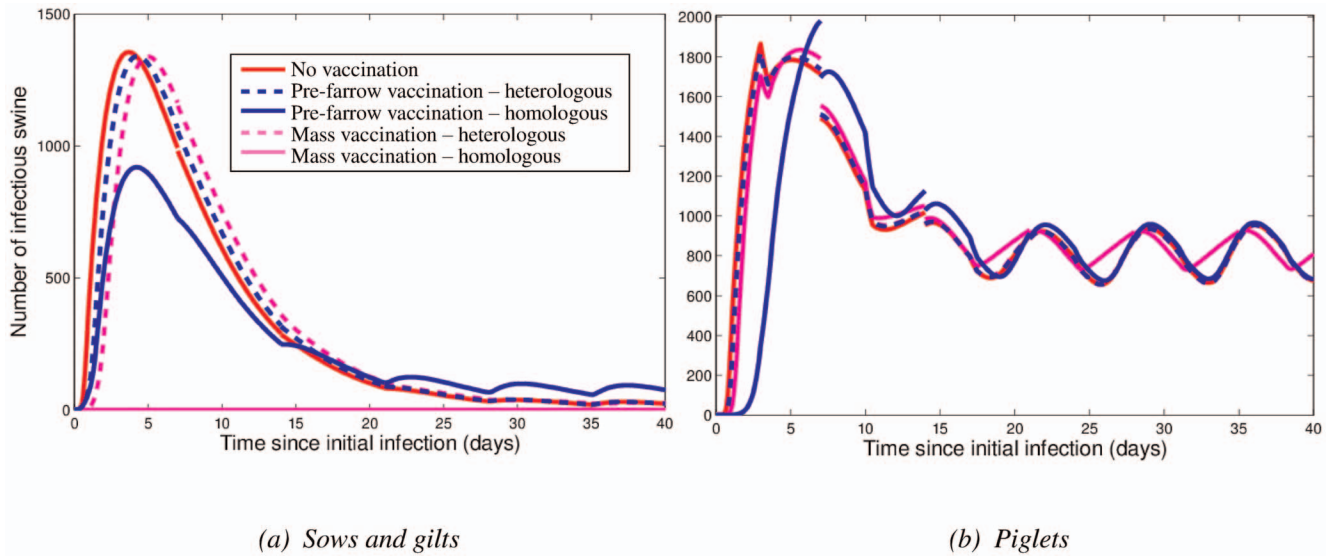 1500
1000
500
0
0 5 10 15 20 25 30 35 40
Number of infectious swine
Time since initial infection (days)
No vaccination
Pre-farrow vaccination – heterologous
Pre-farrow vaccination – homologous
Mass vaccination – heterologous
Mass vaccination – homologous
(a) Sows and gilts
2000
1800
1600
1400
1200
1000
800
600
400
200
0
0 5 10 15 20 25 30 35 40
Time since initial infection (days)
(b) Piglets